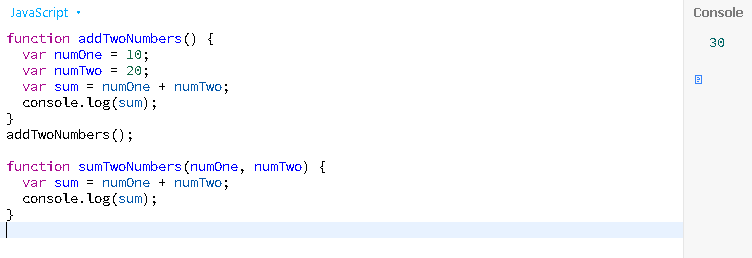 JavaScript
Console
function addTwoNumbers() {
  var numOne = 10;
  var numTwo = 20;
  var sum = numOne + numTwo;
  console.log(sum);
}
addTwoNumbers();
function sumTwoNumbers(numOne, numTwo) {
  var sum = numOne + numTwo;
  console.log(sum);
}
30